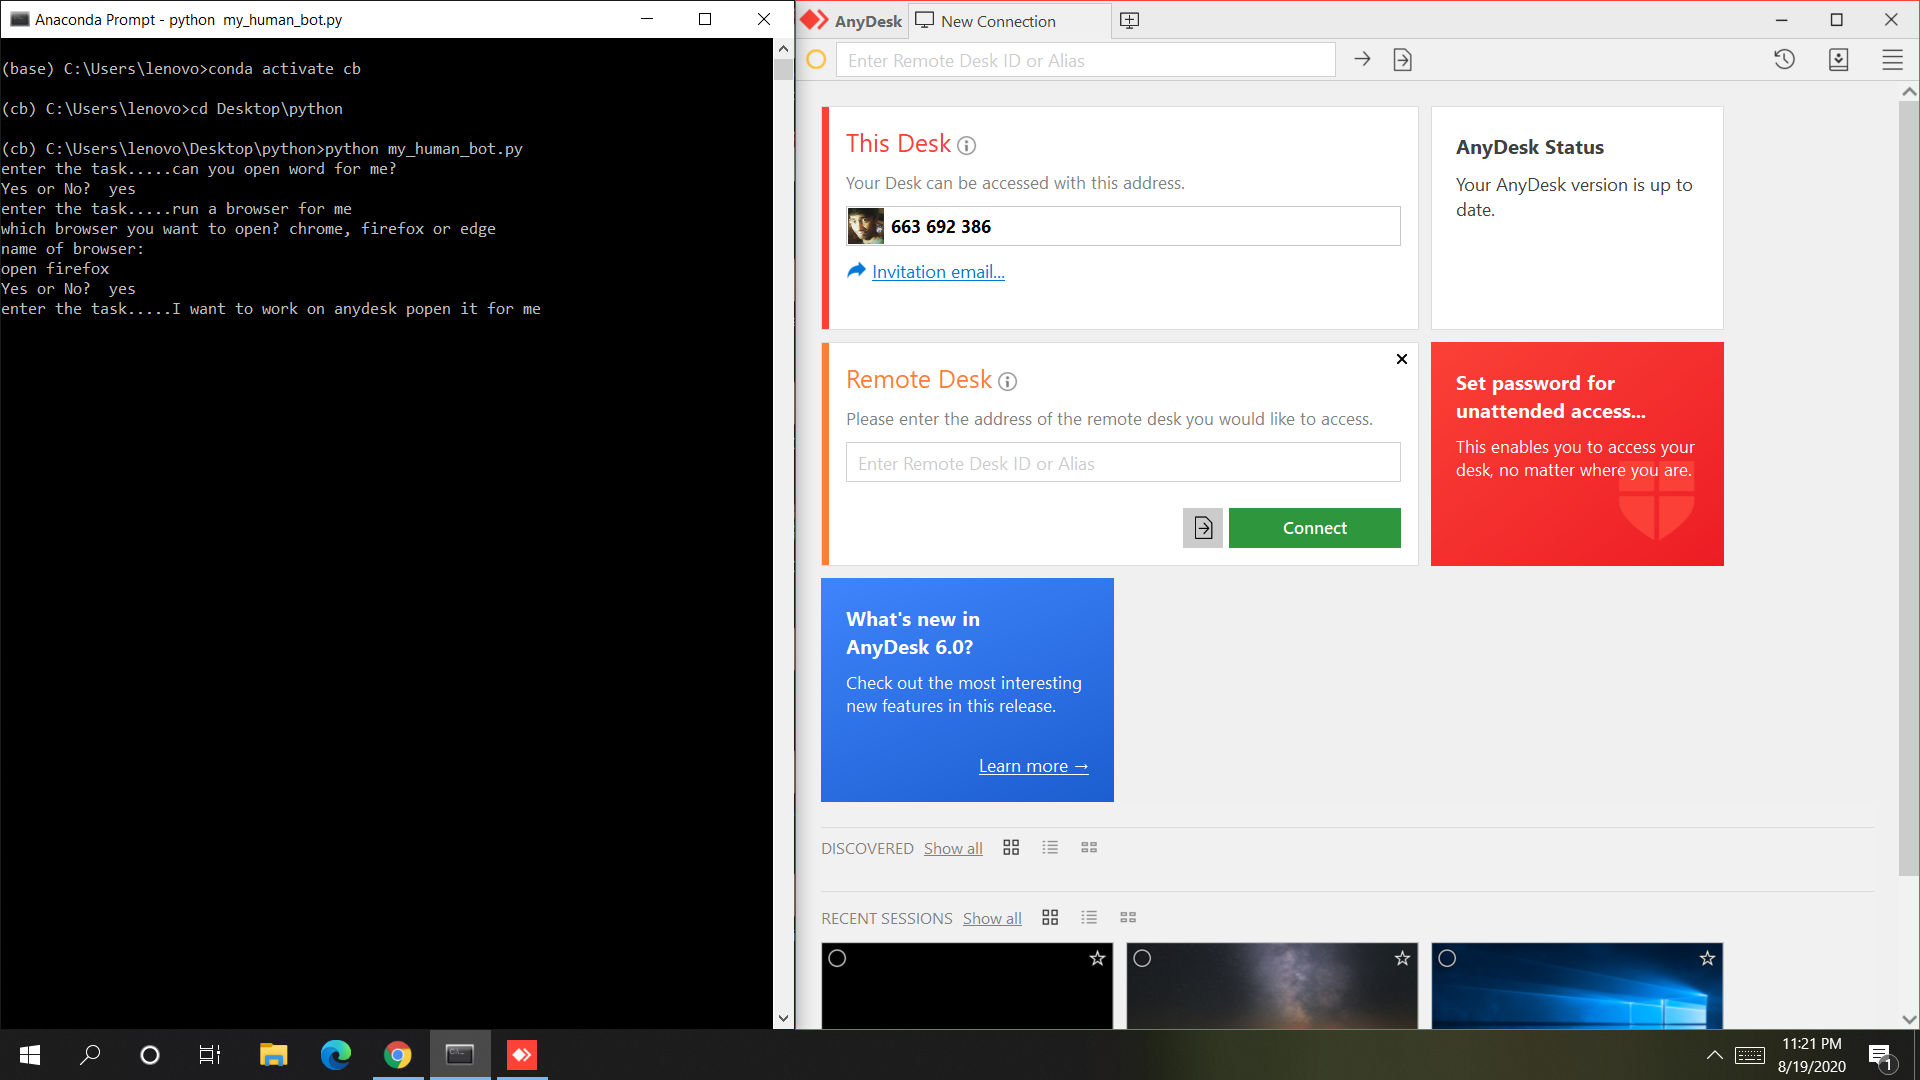 Anaconda Prompt - python  my_human_bot.py
(base) C:\Users\lenovo>conda activate cb
(cb) C:\Users\lenovo>cd Desktop\python
(cb) C:\Users\lenovo\Desktop\python>python my_human_bot.py
enter the task.....can you open word for me?
Yes or No?  yes
enter the task.....run a browser for me
which browser you want to open? chrome, firefox or edge
name of browser:
open firefox
Yes or No?  yes
enter the task.....I want to work on anydesk popen it for me
AnyDesk
New Connection
Enter Remote Desk ID or Alias
This Desk
Your Desk can be accessed with this address.
663 692 386
Invitation email...
AnyDesk Status
Your AnyDesk version is up to
date.
Remote Desk
Please enter the address of the remote desk you would like to access.
Enter Remote Desk ID or Alias
Connect
Set password for
unattended access...
This enables you to access your
desk, no matter where you are.
What's new in
AnyDesk 6.0?
Check out the most interesting
new features in this release.
Learn more →
DISCOVERED Show all
RECENT SESSIONS Show all
11:21 PM
8/19/2020
1